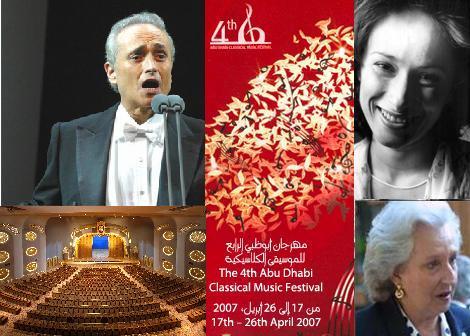 4th
ABU DHABI CLASSICAL MUSIC FESTIVAL
مهرجان أبوظبي الرابع
للموسيقى الكلاسيكية
The 4th Abu Dhabi
Classical Music Festival
من 17 إلى 26 إبريل، 2007
17th - 26th April 2007